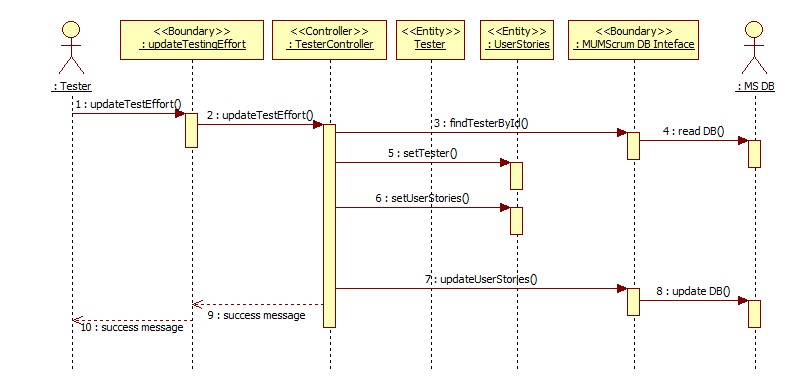 <<Boundary>>
: updateTestingEffort
<<Controller>>
: TesterController
<<Entity>>
Tester
<<Entity>>
: UserStories
<<Boundary>>
: MUMScrum DB Inteface
: Tester
: MS DB
1 : updateTestEffort()
2 : updateTestEffort()
3 : findTesterById()
4 : read DB()
5 : setTester()
6 : setUserStories()
7 : updateUserStories()
8 : update DB()
9 : success message
10 : success message